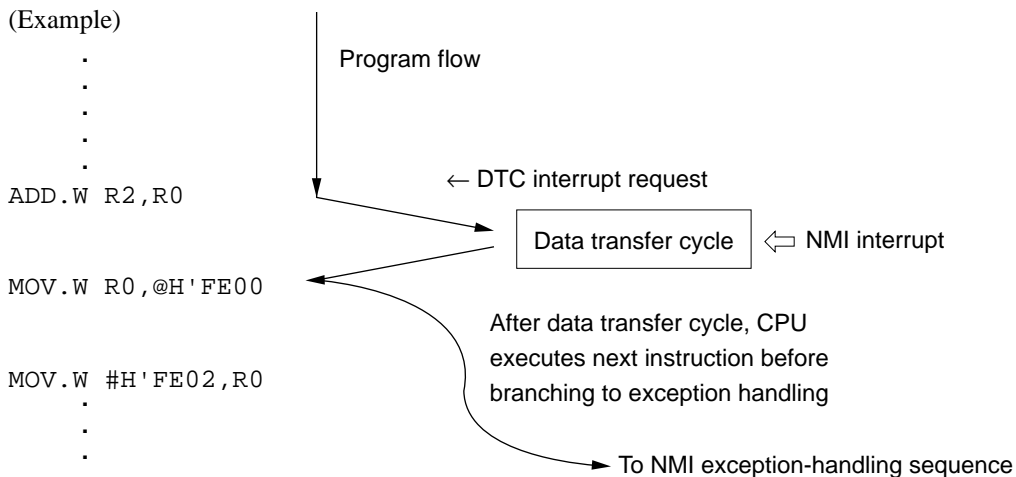 (Example)
Program flow
← DTC interrupt request
ADD.W R2,R0
Data transfer cycle
NMI interrupt
MOV.W R0,@H'FE00
After data transfer cycle, CPU
executes next instruction before
branching to exception handling
MOV.W #H'FE02,R0
To NMI exception-handling sequence